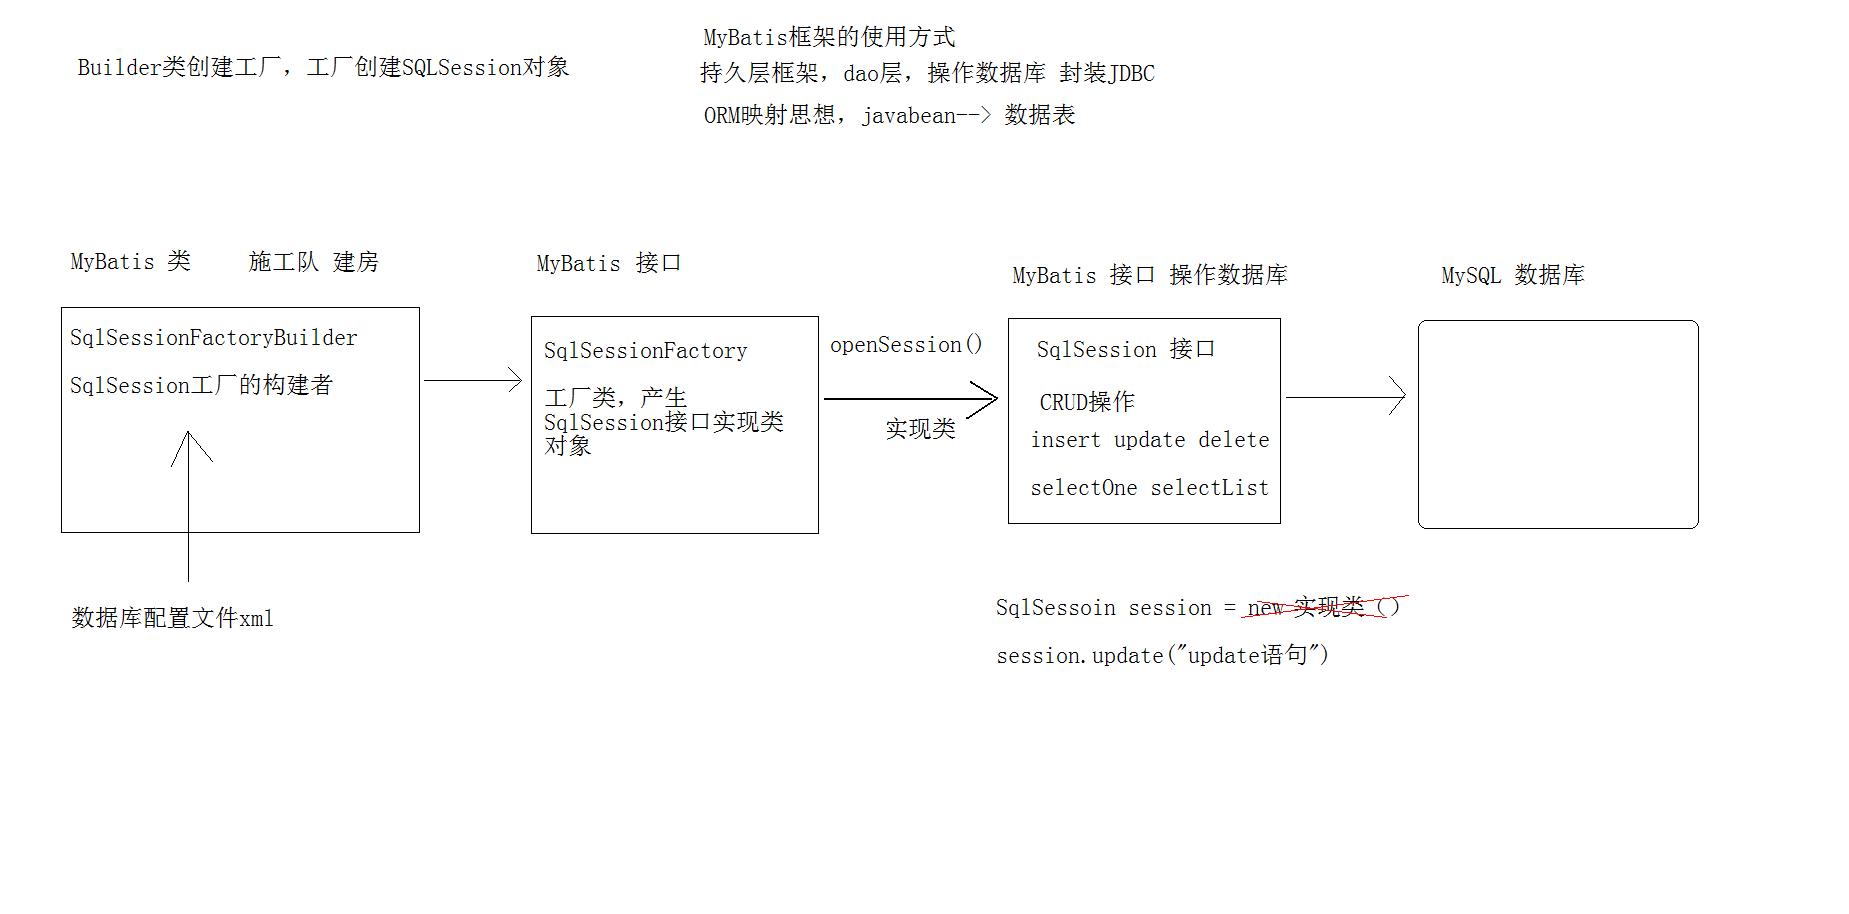 Builder类创建工厂，工厂创建SQLSession对象
MyBatis框架的使用方式
持久层框架，dao层，操作数据库 封装JDBC
ORM映射思想，javabean--> 数据表
MyBatis 类 施工队 建房
SqlSessionFactoryBuilder
SqlSession工厂的构建者
数据库配置文件xml
MyBatis 接口
SqlSessionFactory
工厂类，产生
SqlSession接口实现类
对象
openSession()
实现类
MyBatis 接口 操作数据库
SqlSession 接口
CRUD操作
insert update delete
selectOne selectList
MySQL 数据库
SqlSessoin session = new 实现类（）
session.update("update语句")